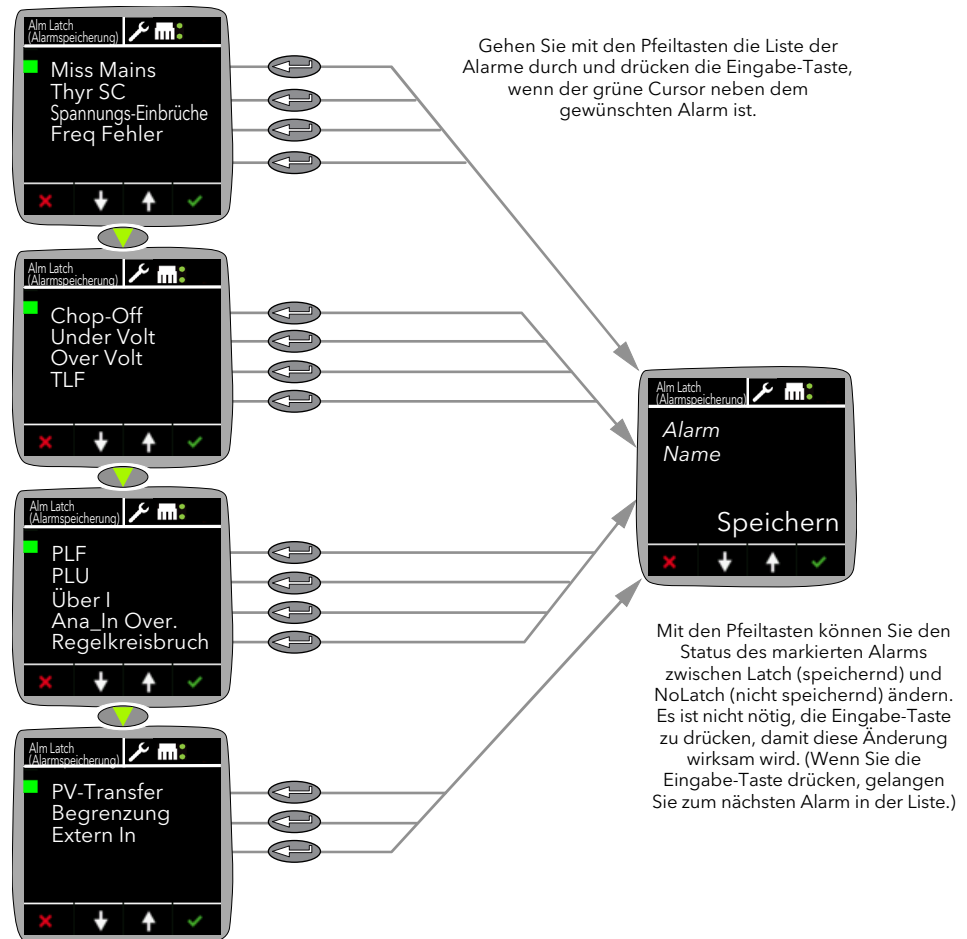 Alm Latch
(Alarmspeicherung)
Miss Mains
Thyr SC
Spannungs-Einbrüche
Freq Fehler
Gehen Sie mit den Pfeiltasten die Liste der
Alarme durch und drücken die Eingabe-Taste,
wenn der grüne Cursor neben dem
gewünschten Alarm ist.
Alm Latch
(Alarmspeicherung)
Chop-Off
Under Volt
Over Volt
TLF
Alm Latch
(Alarmspeicherung)
Alarm
Name
Speichern
Alm Latch
(Alarmspeicherung)
PLF
PLU
Über I
Ana_In Over.
Regelkreisbruch
Mit den Pfeiltasten können Sie den
Status des markierten Alarms
zwischen Latch (speichernd) und
NoLatch (nicht speichernd) ändern.
Es ist nicht nötig, die Eingabe-Taste
zu drücken, damit diese Änderung
wirksam wird. (Wenn Sie die
Eingabe-Taste drücken, gelangen
Sie zum nächsten Alarm in der Liste.)
Alm Latch
(Alarmspeicherung)
PV-Transfer
Begrenzung
Extern In